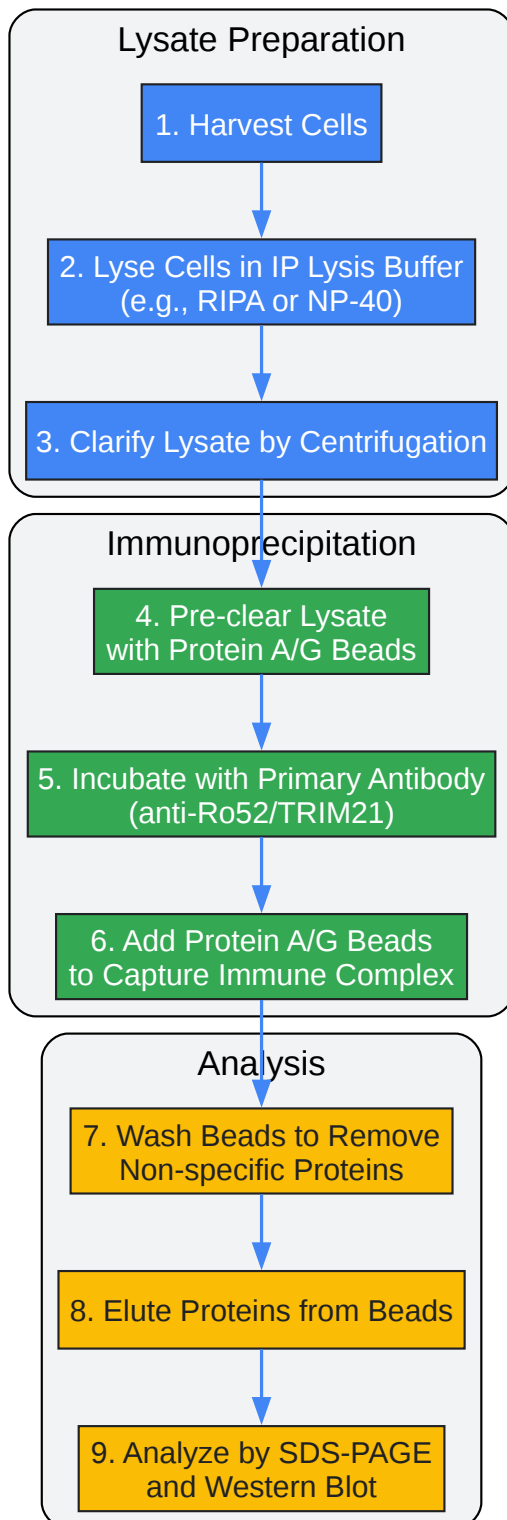 Lysate Preparation
1. Harvest Cells
2. Lyse Cells in IP Lysis Buffer
(e.g., RIPA or NP-40)
3. Clarify Lysate by Centrifugation
Immunoprecipitation
4. Pre-clear Lysate
with Protein A/G Beads
5. Incubate with Primary Antibody
(anti-Ro52/TRIM21)
6. Add Protein A/G Beads
to Capture Immune Complex
Analysis
7. Wash Beads to Remove
Non-specific Proteins
8. Elute Proteins from Beads
9. Analyze by SDS-PAGE
and Western Blot